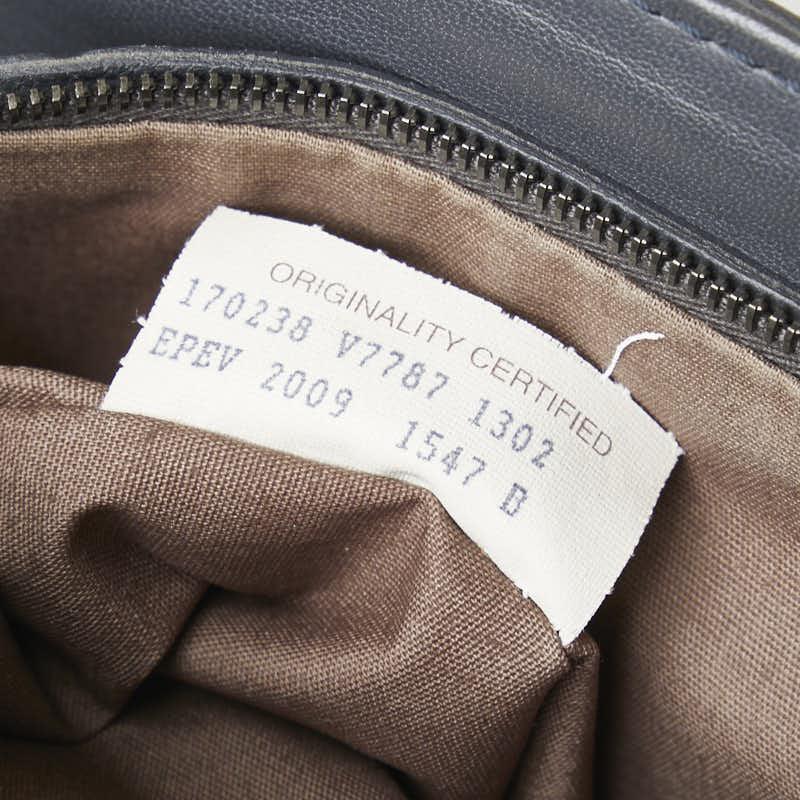 ORIGINALITY CERTIFIED
170238 V7787 1302
EPEV 2009 1547 B